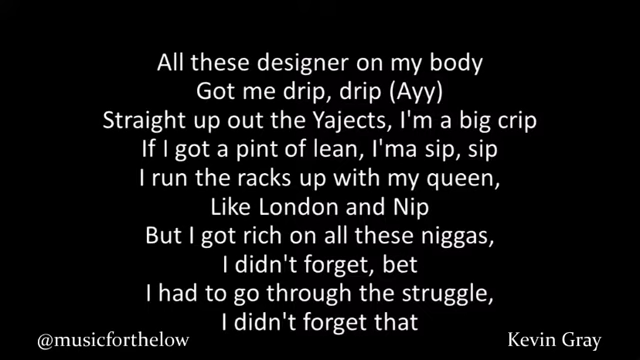 All these designer on my body
Got me drip, drip (Ayy)
Straight up out the Yajects, I'm a big crip
If I got a pint of lean, I'ma sip, sip
I run the racks up with my queen,
Like London and Nip
But I got rich on all these niggas,
I didn't forget, bet
I had to go through the struggle,
I didn't forget that
@musicforthelow
Kevin Gray